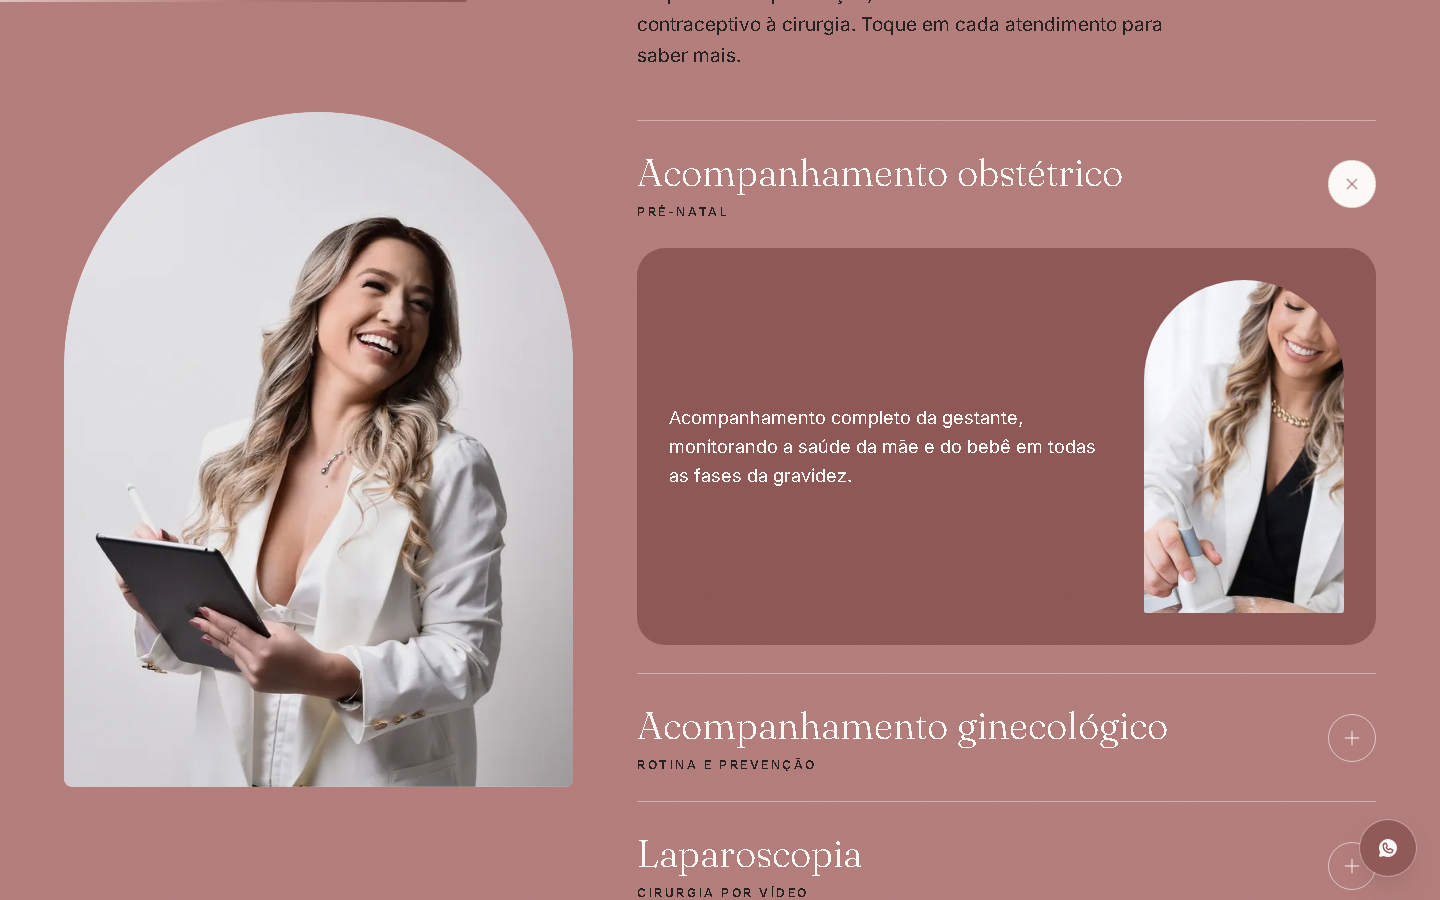 contraceptivo à cirurgia. Toque em cada atendimento para
saber mais.
Acompanhamento obstétrico
PRÉ-NATAL
Acompanhamento completo da gestante,
monitorando a saúde da mãe e do bebê em todas
as fases da gravidez.
Acompanhamento ginecológico
ROTINA E PREVENÇÃO
Laparoscopia
CIRURGIA POR VÍDEO